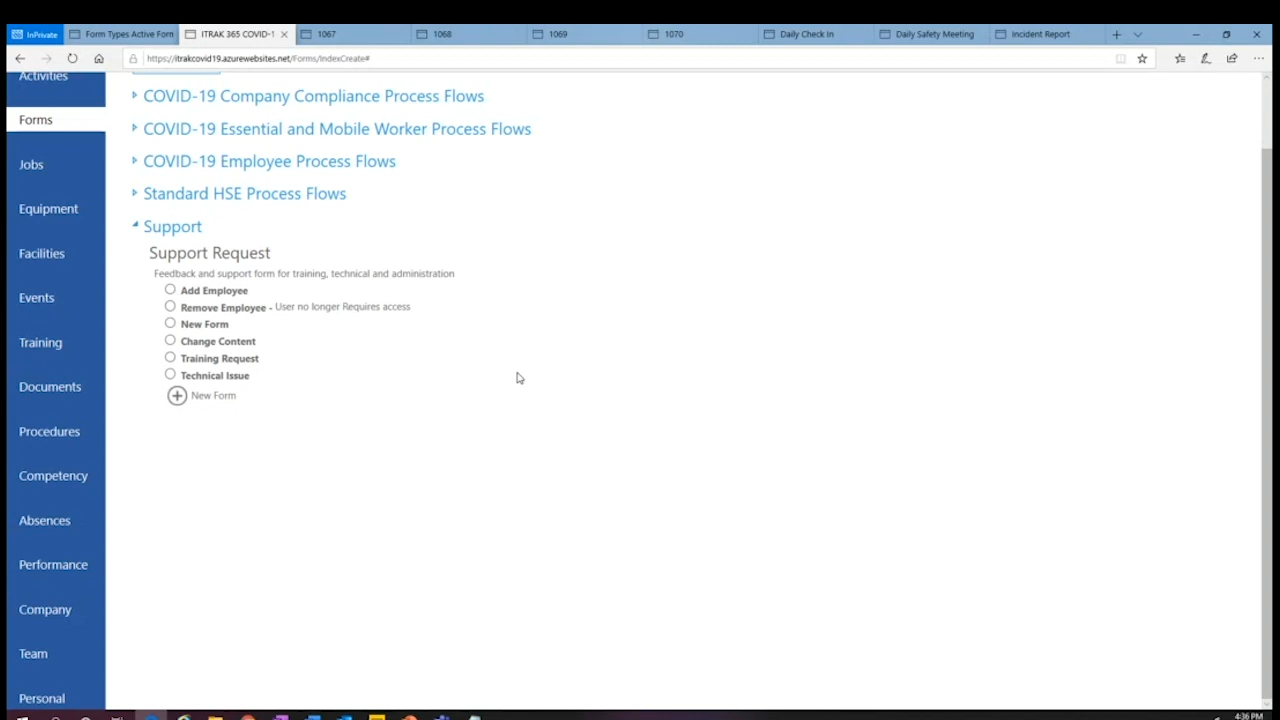 InPrivate
Form Types Active Forn
ITRAK 365 COVID-1
1067
1068
1069
1070
Daily Check In
Daily Safety Meeting
Incident Report
https://itrakcovid19.azurewebsites.net/Forms/IndexCreate#
Activities
Forms
Jobs
Equipment
Facilities
Events
Training
Documents
Procedures
Competency
Absences
Performance
Company
Team
Personal
COVID-19 Company Compliance Process Flows
COVID-19 Essential and Mobile Worker Process Flows
COVID-19 Employee Process Flows
Standard HSE Process Flows
Support
Support Request
Feedback and support form for training, technical and administration
Add Employee
Remove Employee - User no longer Requires access
New Form
Change Content
Training Request
Technical Issue
New Form
4:36 PM